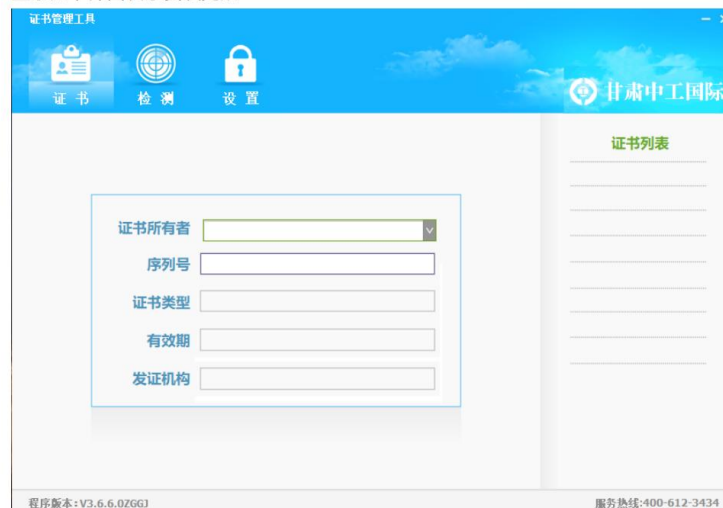 证书管理工具
证书
检测
设置
甘肃中工国际
证书列表
证书所有者
序列号
证书类型
有效期
发证机构
程序版本:V3.6.6.0ZGGJ
服务热线:400-612-3434